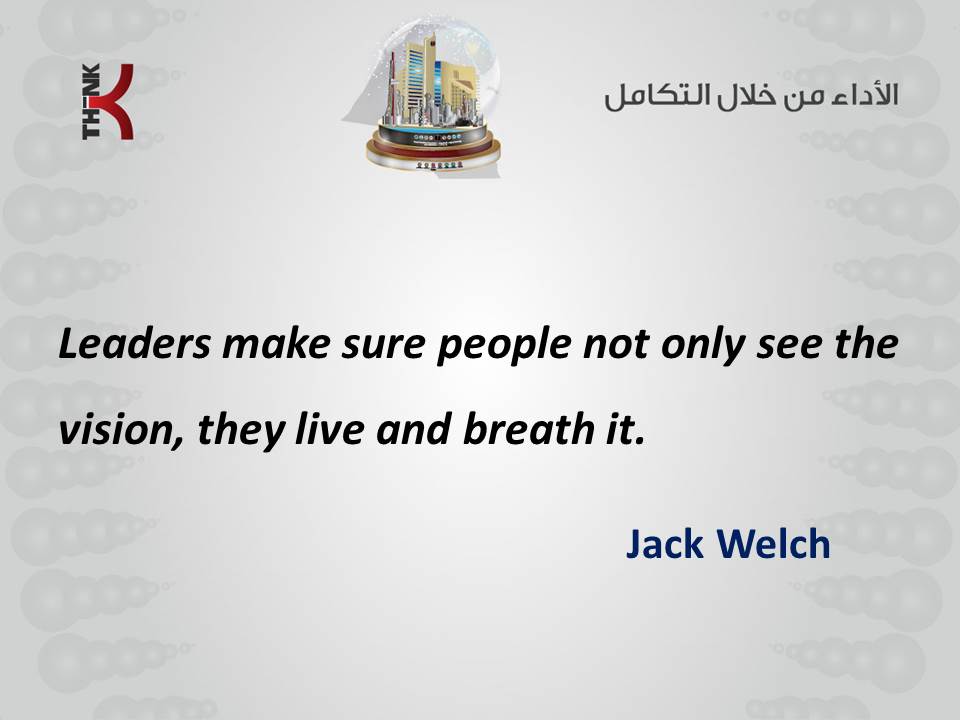 THINK
الأداء من خلال التكامل
Leaders make sure people not only see the
vision, they live and breath it.
Jack Welch